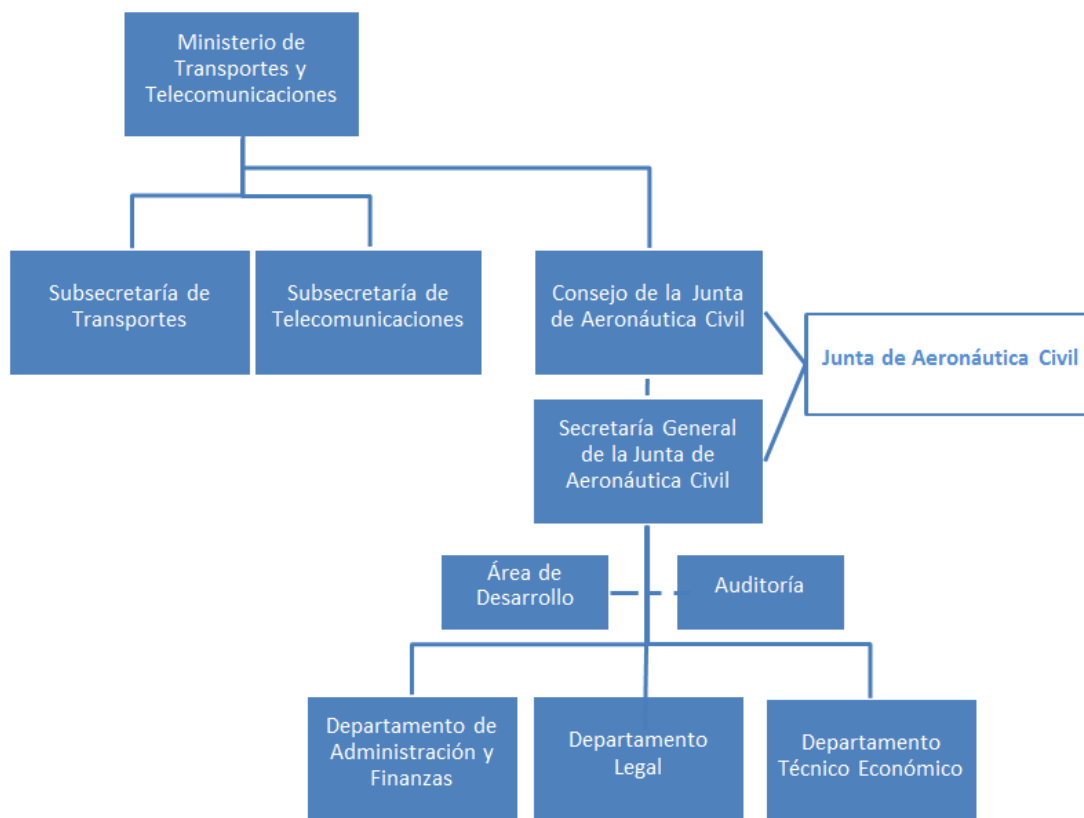 Ministerio de
Transportes y
Telecomunicaciones
Subsecretaría de
Transportes
Subsecretaría de
Telecomunicaciones
Consejo de la Junta
de Aeronáutica Civil
Junta de Aeronáutica Civil
Secretaría General
de la Junta de
Aeronáutica Civil
Área de
Desarrollo
Auditoría
Departamento de
Administración y
Finanzas
Departamento
Legal
Departamento
Técnico Económico